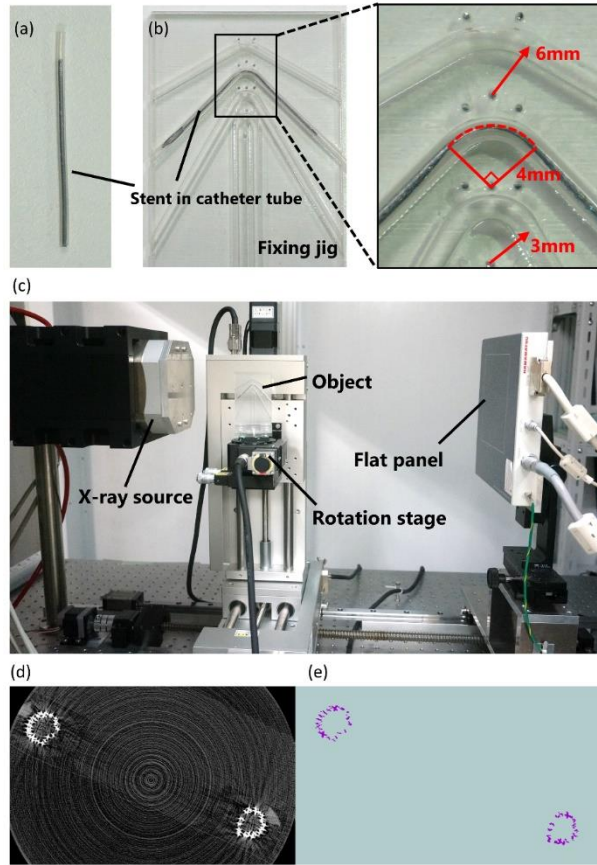 (a)
(b)
6mm
4mm
3mm
Stent in catheter tube
Fixing jig
(c)
Object
X-ray source
Flat panel
Rotation stage
(d)
(e)